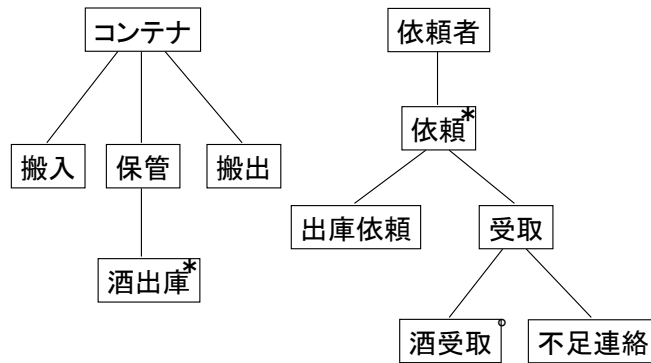 コンテナ
依頼者
依頼*
搬入
保管
搬出
出庫依頼
受取
酒出庫*
酒受取°
不足連絡